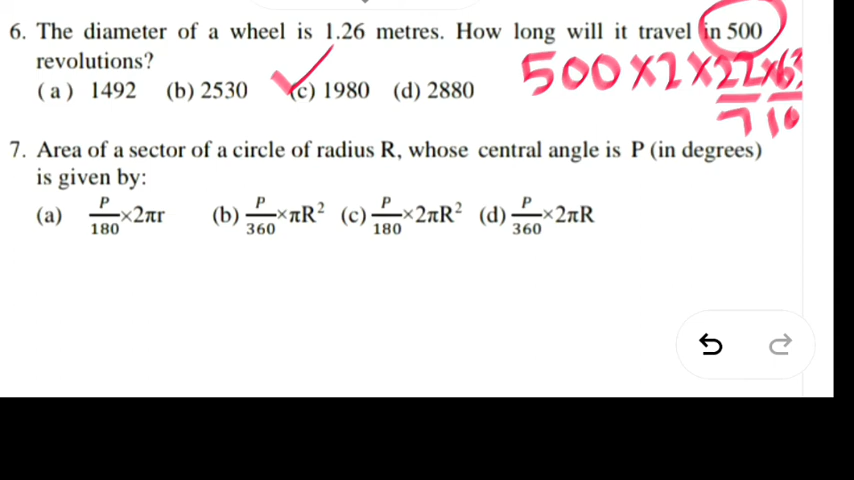 6. The diameter of a wheel is 1.26 metres. How long will it travel in 500
revolutions?
(a) 1492 (b) 2530 (c) 1980 (d) 2880
500×2×22/7×63/10
7. Area of a sector of a circle of radius R, whose central angle is P (in degrees)
is given by:
(a) P/180 ×2πr (b) P/360 ×πR² (c) P/180 ×2πR² (d) P/360 ×2πR